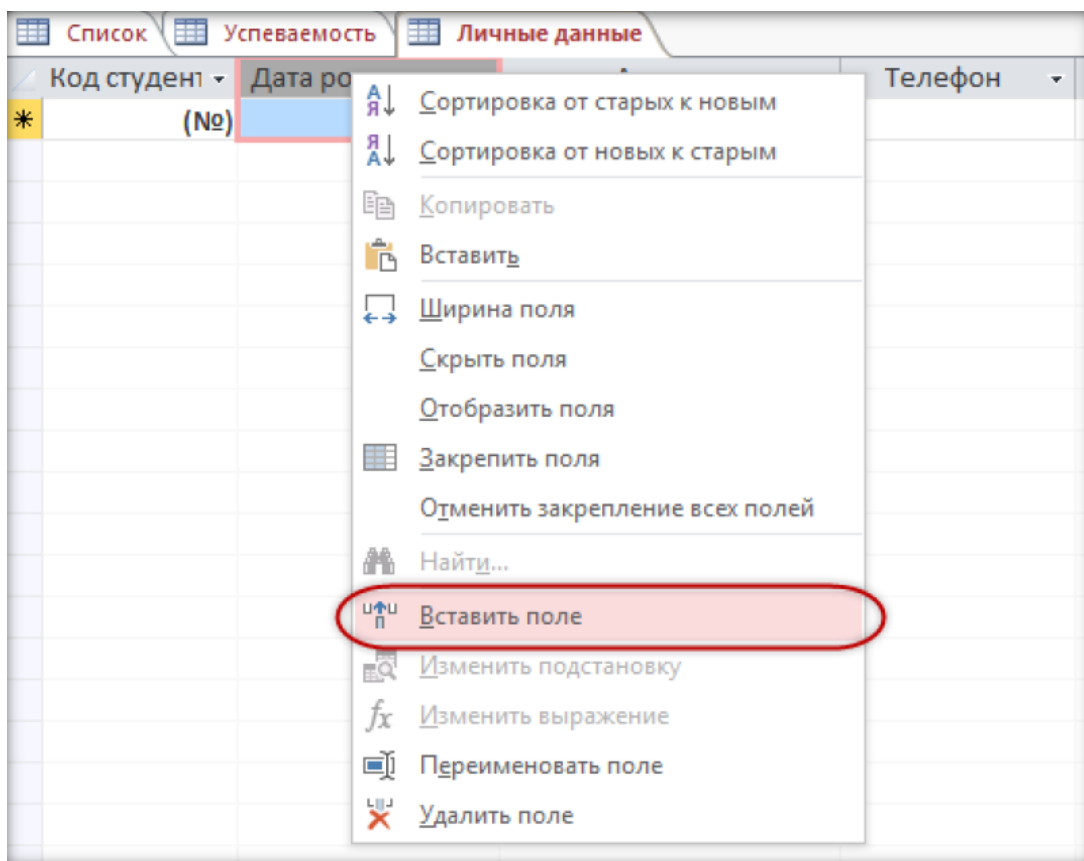 Список Успеваемость Личные данные
Код студент Дата ро Телефон
(№)
Сортировка от старых к новым
Сортировка от новых к старым
Копировать
Вставить
Ширина поля
Скрыть поля
Отобразить поля
Закрепить поля
Отменить закрепление всех полей
Найти...
Вставить поле
Изменить подстановку
Изменить выражение
Переименовать поле
Удалить поле